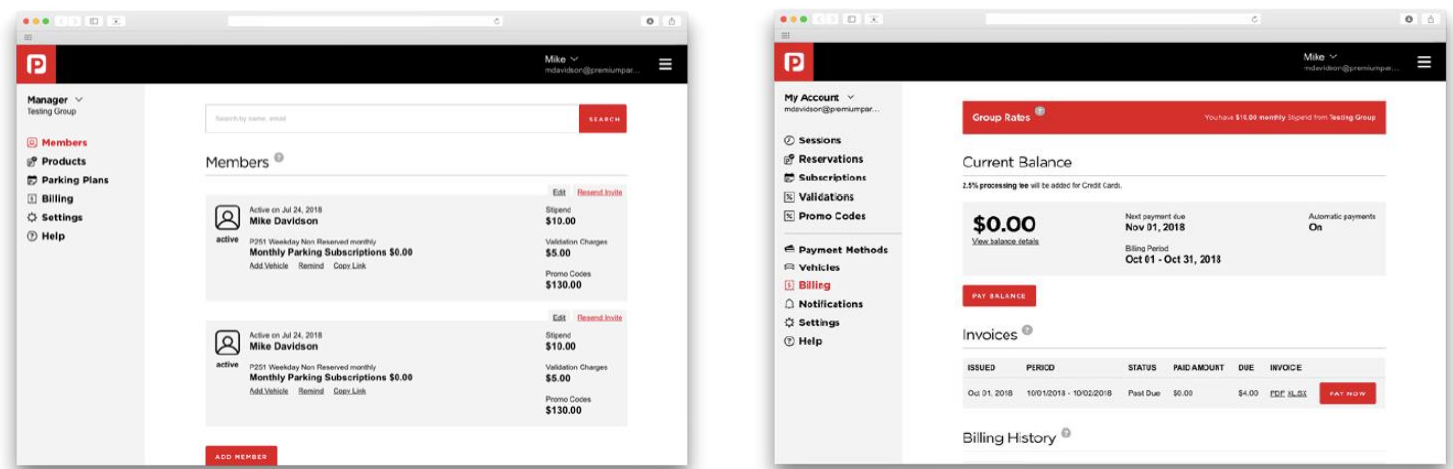 P
Mike
mdavidson@premiumpar...
Manager
Testing Group
Members
Products
Parking Plans
Billing
Settings
Help
Search by name, email
SEARCH
Members ?
Edit Resend Invite
Active on Jul 24, 2018
Mike Davidson
active
P251 Weekday Non Reserved monthly
Monthly Parking Subscriptions $0.00
Add Vehicle Remind Copy Link
Stipend
$10.00
Validation Charges
$5.00
Promo Codes
$130.00
Edit Resend Invite
Active on Jul 24, 2018
Mike Davidson
active
P251 Weekday Non Reserved monthly
Monthly Parking Subscriptions $0.00
Add Vehicle Remind Copy Link
Stipend
$10.00
Validation Charges
$5.00
Promo Codes
$130.00
ADD MEMBER
P
Mike
mdavidson@premiumpar...
My Account
mdavidson@premiumpar...
Sessions
Reservations
Subscriptions
Validations
Promo Codes
Payment Methods
Vehicles
Billing
Notifications
Settings
Help
Group Rates ?
You have $10.00 monthly Stipend from Testing Group
Current Balance
2.5% processing fee will be added for Credit Cards.
$0.00
View balance details
Next payment due
Nov 01, 2018
Billing Period
Oct 01 - Oct 31, 2018
Automatic payments
On
PAY BALANCE
Invoices ?
ISSUED PERIOD STATUS PAID AMOUNT DUE INVOICE
Oct 01, 2018 10/01/2018 - 10/02/2018 Past Due $0.00 $4.00 PDF XLSX PAY NOW
Billing History ?